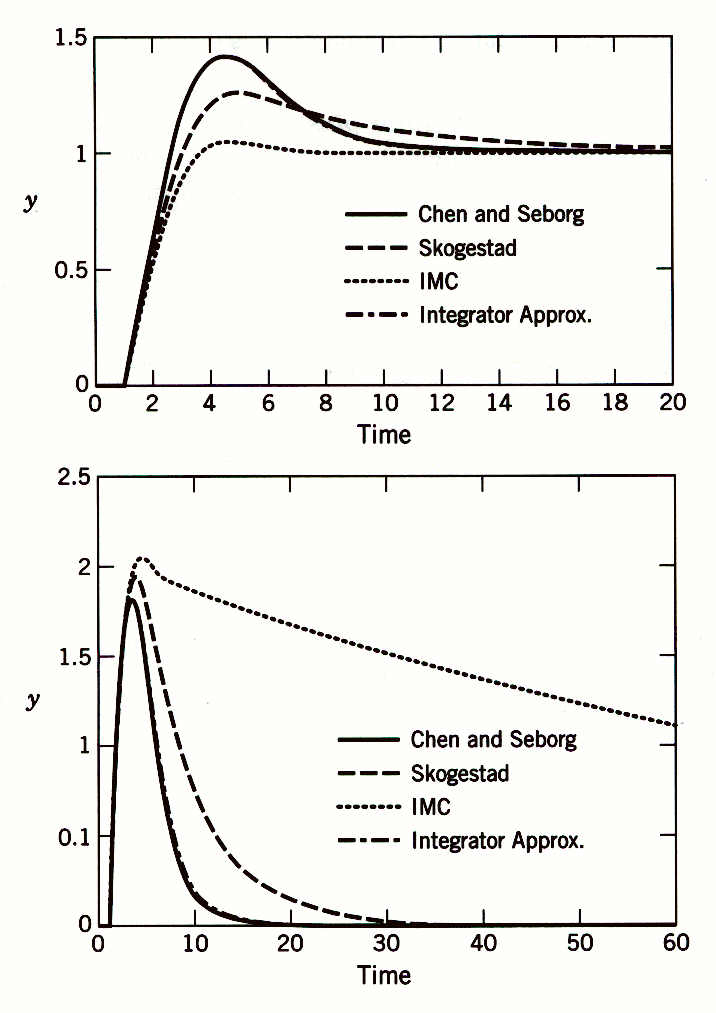 1.5
1
0.5
0
y
Chen and Seborg
Skogestad
IMC
Integrator Approx.
0 2 4 6 8 10 12 14 16 18 20
Time
2.5
2
1.5
1
0.1
0
y
Chen and Seborg
Skogestad
IMC
Integrator Approx.
0 10 20 30 40 50 60
Time